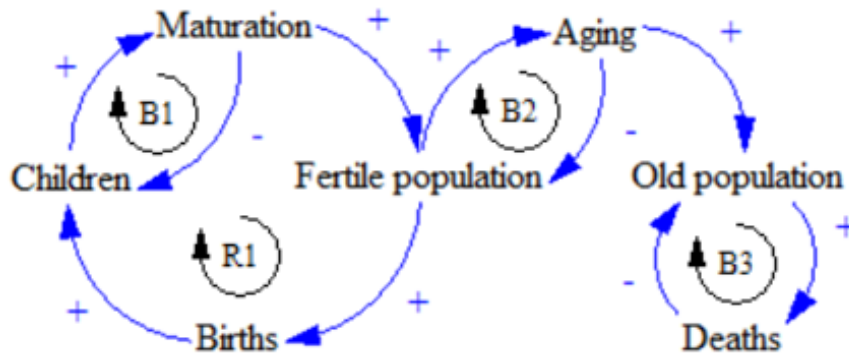 Maturation + + Aging +
+ B1 B2
- -
Children Fertile population Old population
R1 + B3
+ + -
Births Deaths